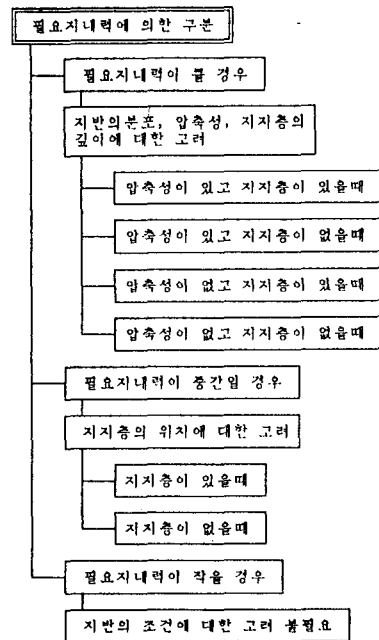 필요지내력에 의한 구분
필요지내력이 클 경우
지반의분포, 압축성, 지지층의
깊이에 대한 고려
압축성이 있고 지지층이 있을때
압축성이 있고 지지층이 없을때
압축성이 없고 지지층이 있을때
압축성이 없고 지지층이 없을때
필요지내력이 중간일 경우
지지층의 위치에 대한 고려
지지층이 있을때
지지층이 없을때
필요지내력이 작을 경우
지반의 조건에 대한 고려 불필요